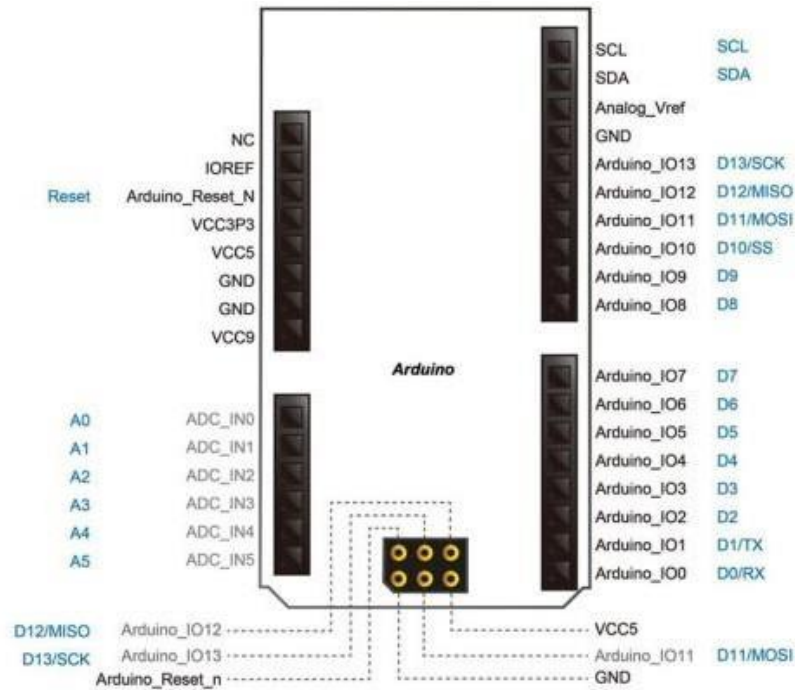 SCL SCL
SDA SDA
Analog_Vref
NC GND
IOREF Arduino_IO13 D13/SCK
Reset Arduino_Reset_N Arduino_IO12 D12/MISO
VCC3P3 Arduino_IO11 D11/MOSI
VCC5 Arduino_IO10 D10/SS
GND Arduino_IO9 D9
GND Arduino_IO8 D8
VCC9
Arduino
Arduino_IO7 D7
Arduino_IO6 D6
A0 ADC_IN0 Arduino_IO5 D5
A1 ADC_IN1 Arduino_IO4 D4
A2 ADC_IN2 Arduino_IO3 D3
A3 ADC_IN3 Arduino_IO2 D2
A4 ADC_IN4 Arduino_IO1 D1/TX
A5 ADC_IN5 Arduino_IO0 D0/RX
D12/MISO Arduino_IO12 VCC5
D13/SCK Arduino_IO13 Arduino_IO11 D11/MOSI
Arduino_Reset_n GND